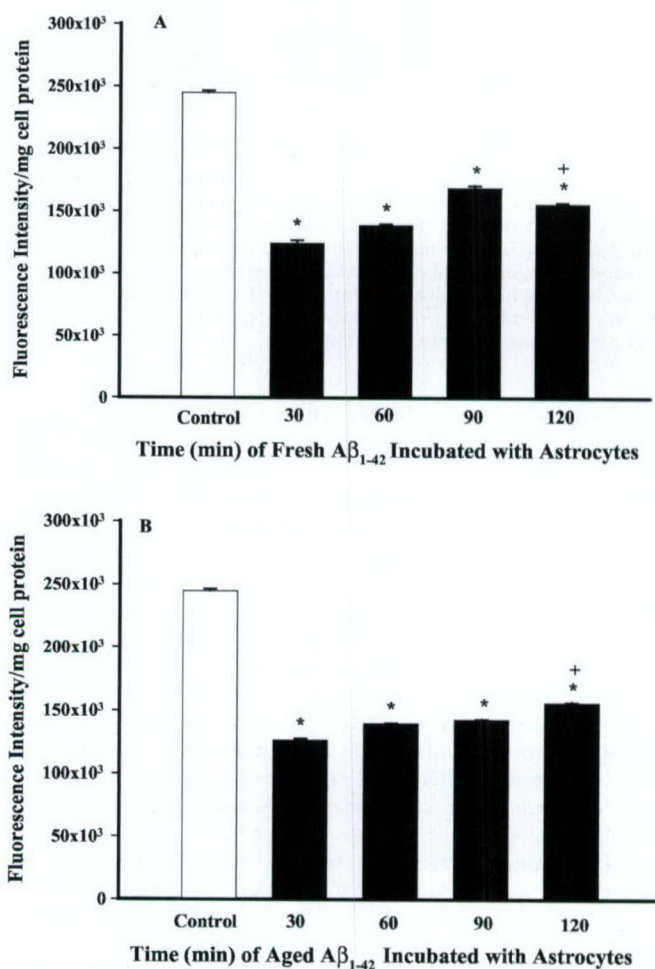 A
Fluorescence Intensity/mg cell protein
300x10³
250x10³
200x10³
150x10³
100x10³
50x10³
0
* * * + *
Control 30 60 90 120
Time (min) of Fresh Aβ₁₋₄₂ Incubated with Astrocytes
B
Fluorescence Intensity/mg cell protein
300x10³
250x10³
200x10³
150x10³
100x10³
50x10³
0
* * * + *
Control 30 60 90 120
Time (min) of Aged Aβ₁₋₄₂ Incubated with Astrocytes